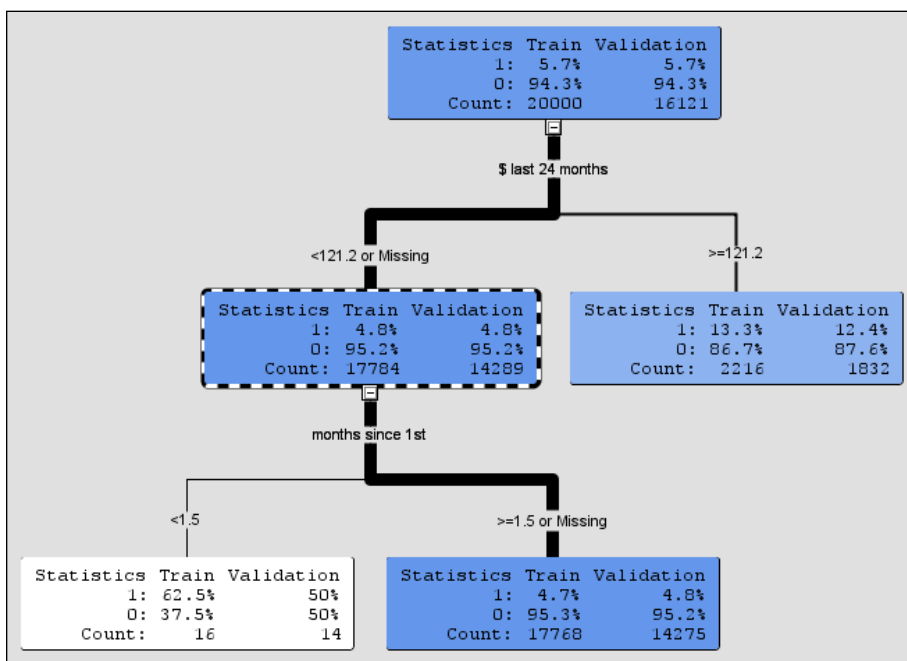 Statistics Train Validation
1: 5.7% 5.7%
0: 94.3% 94.3%
Count: 20000 16121
$ last 24 months
<121.2 or Missing
>=121.2
Statistics Train Validation
1: 4.8% 4.8%
0: 95.2% 95.2%
Count: 17784 14289
Statistics Train Validation
1: 13.3% 12.4%
0: 86.7% 87.6%
Count: 2216 1832
months since 1st
<1.5
>=1.5 or Missing
Statistics Train Validation
1: 62.5% 50%
0: 37.5% 50%
Count: 16 14
Statistics Train Validation
1: 4.7% 4.8%
0: 95.3% 95.2%
Count: 17768 14275